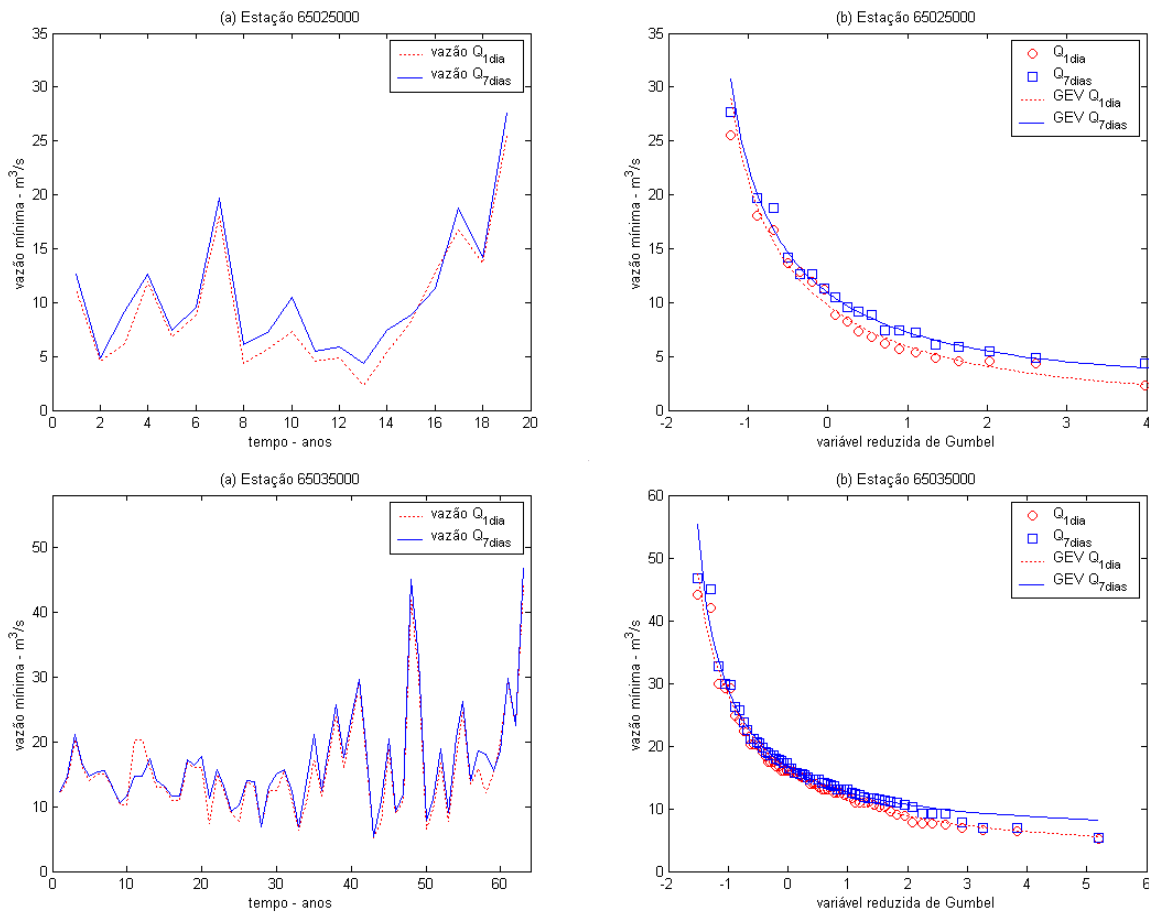 (a) Estação 65025000
35
30
25
20
15
10
5
0
vazão mínima - m³/s
vazão Q1dia
vazão Q7dias
0 2 4 6 8 10 12 14 16 18 20
tempo - anos
(b) Estação 65025000
35
30
25
20
15
10
5
0
vazão mínima - m³/s
Q1dia
Q7dias
GEV Q1dia
GEV Q7dias
-2 -1 0 1 2 3 4
variável reduzida de Gumbel
(a) Estação 65035000
50
40
30
20
10
0
vazão mínima - m³/s
vazão Q1dia
vazão Q7dias
0 10 20 30 40 50 60
tempo - anos
(b) Estação 65035000
60
50
40
30
20
10
0
vazão mínima - m³/s
Q1dia
Q7dias
GEV Q1dia
GEV Q7dias
-2 -1 0 1 2 3 4 5 6
variável reduzida de Gumbel